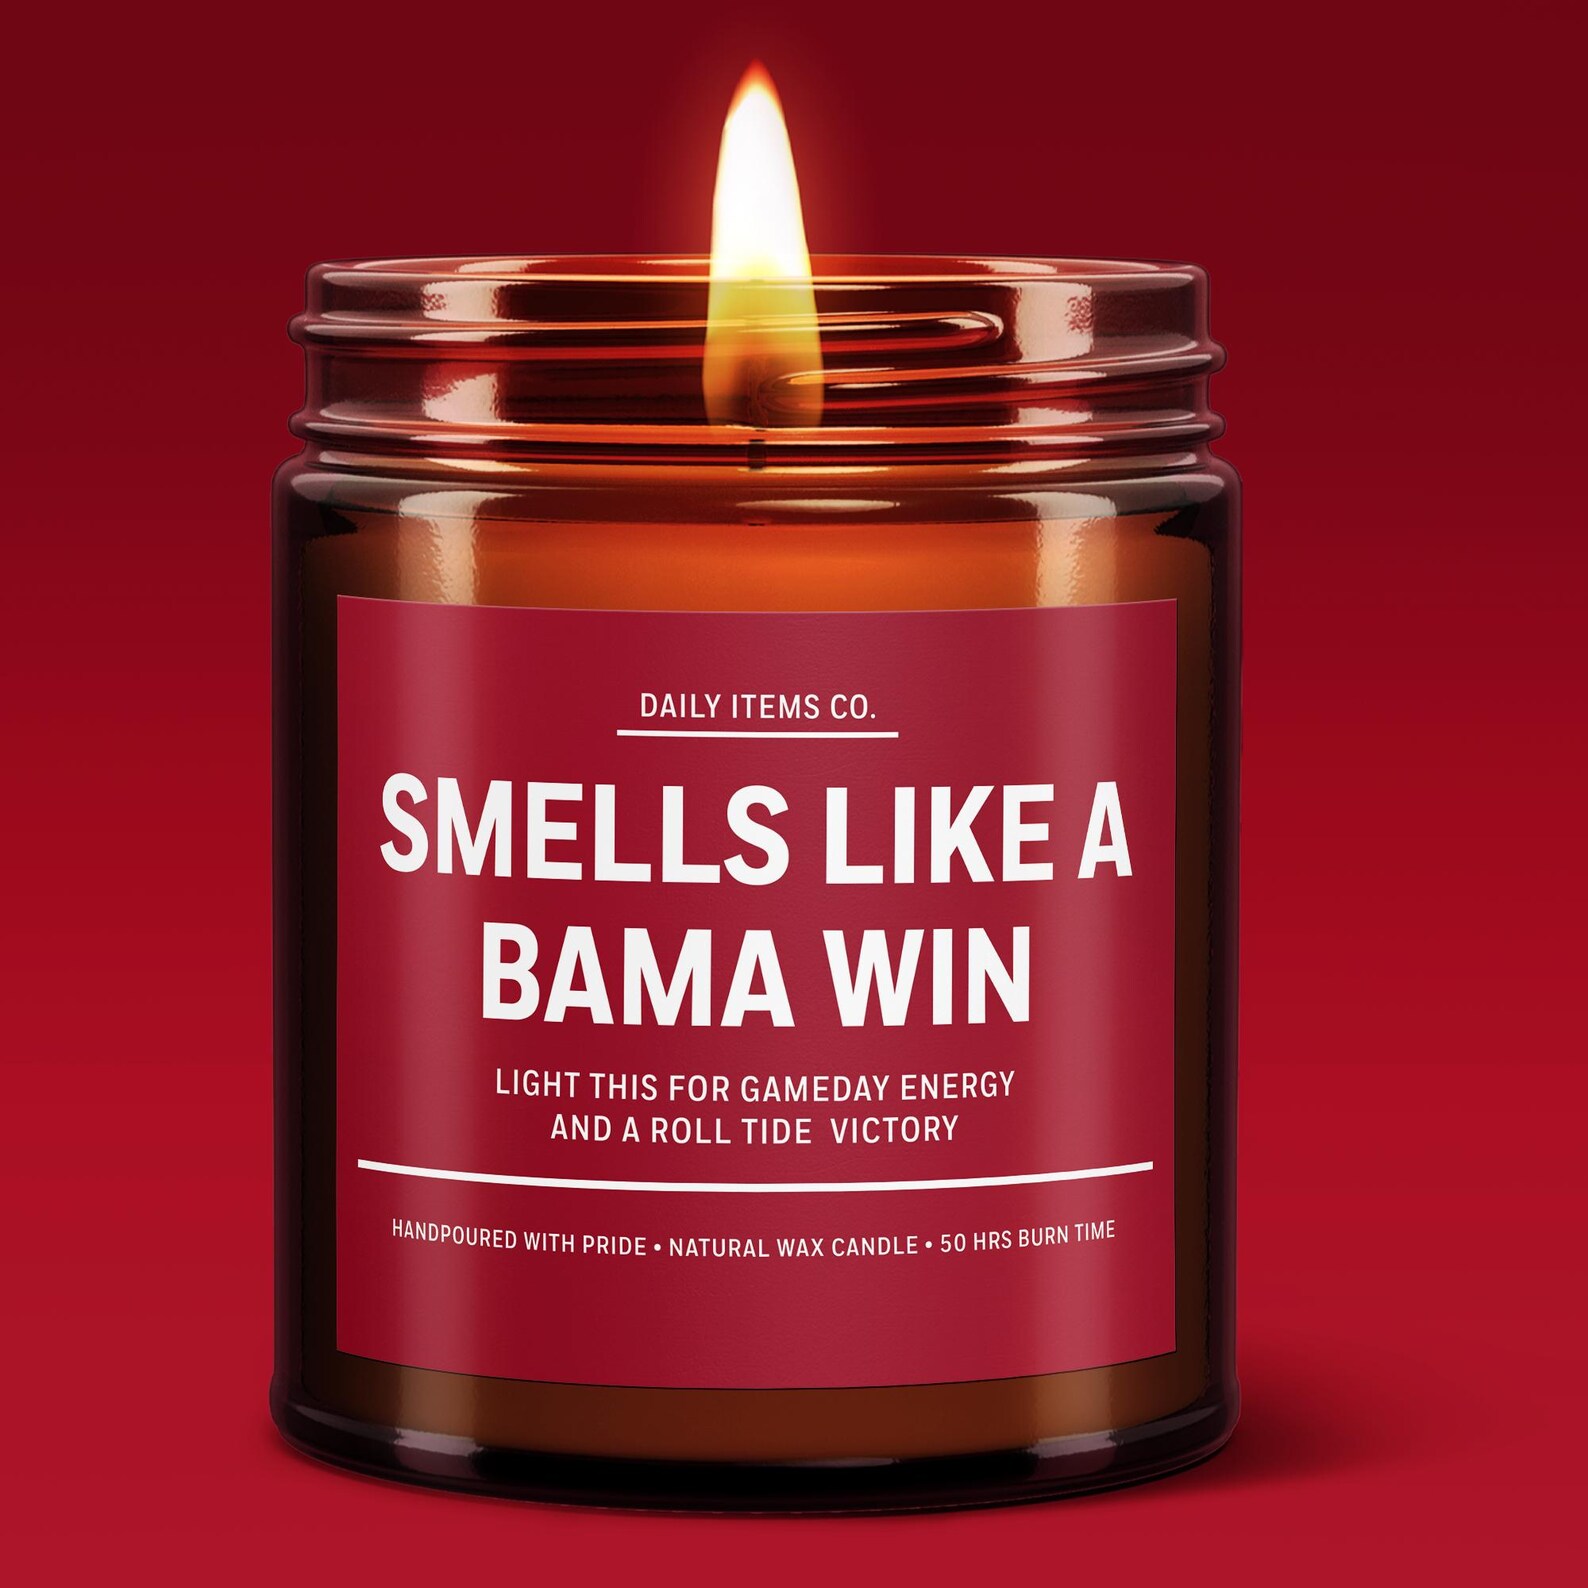 DAILY ITEMS CO.
SMELLS LIKE A
BAMA WIN
LIGHT THIS FOR GAMEDAY ENERGY
AND A ROLL TIDE VICTORY
HANDPOURED WITH PRIDE • NATURAL WAX CANDLE • 50 HRS BURN TIME